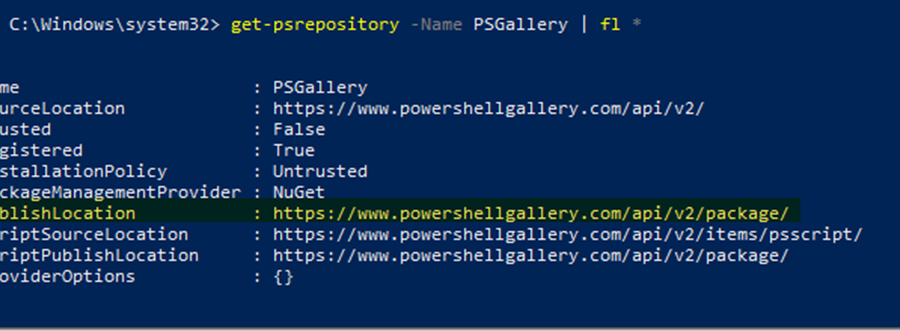 C:\Windows\system32> get-psrepository -Name PSGallery | fl *
me : PSGallery
urceLocation : https://www.powershellgallery.com/api/v2/
usted : False
gistered : True
stallationPolicy : Untrusted
ckageManagementProvider : NuGet
blishLocation : https://www.powershellgallery.com/api/v2/package/
riptSourceLocation : https://www.powershellgallery.com/api/v2/items/psscript/
riptPublishLocation : https://www.powershellgallery.com/api/v2/package/
oviderOptions : {}